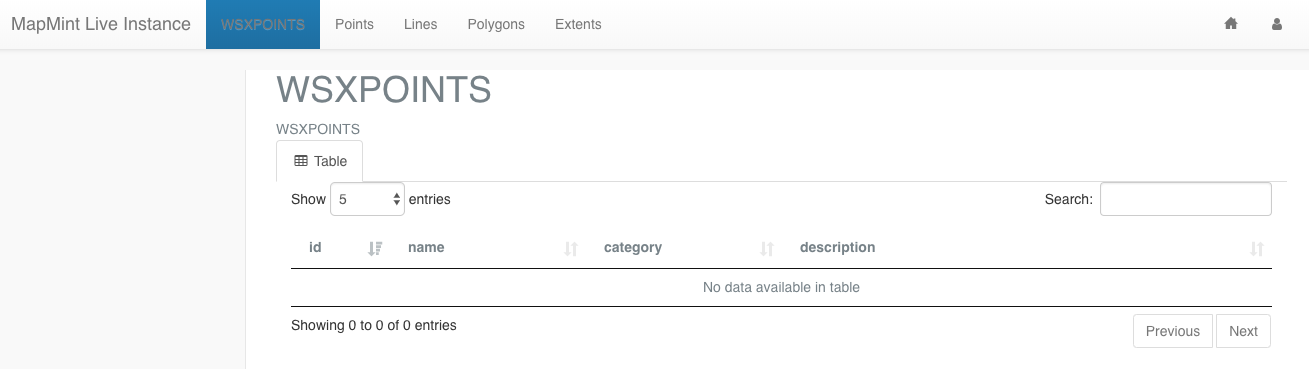 MapMint Live Instance WSXPOINTS Points Lines Polygons Extents
WSXPOINTS
WSXPOINTS
Table
Show 5 entries Search:
id name category description
No data available in table
Showing 0 to 0 of 0 entries Previous Next